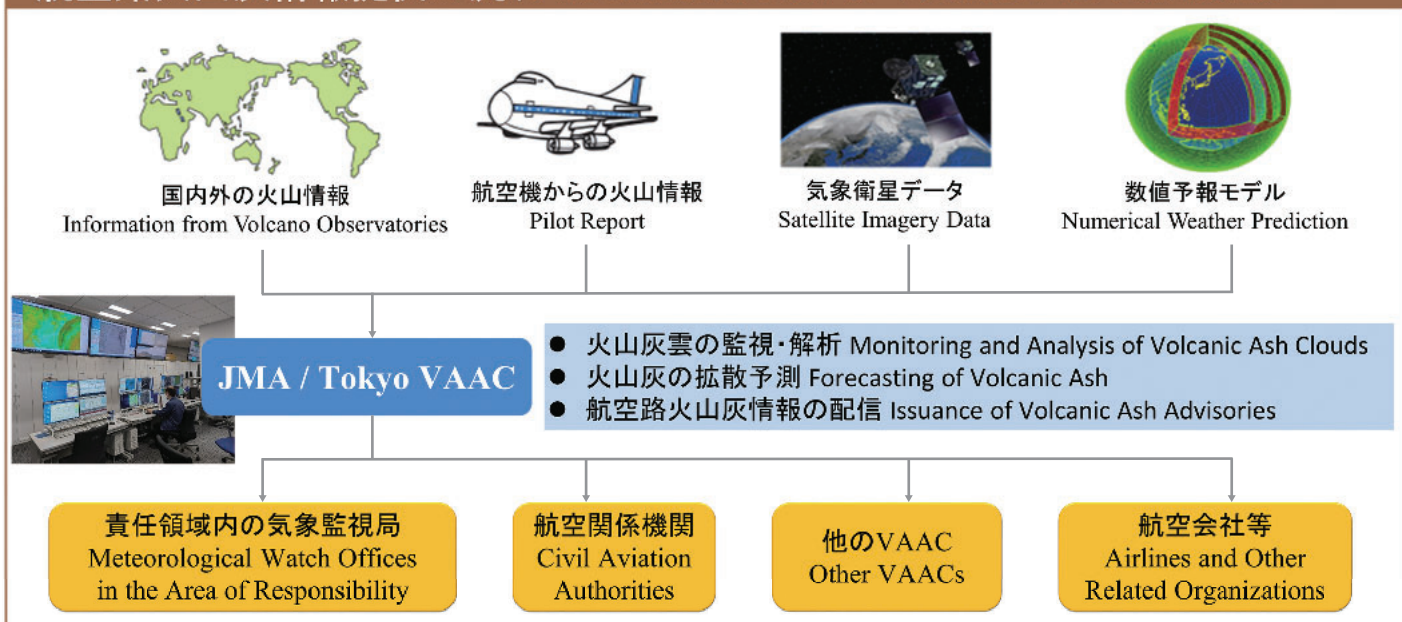 国内外の火山情報
Information from Volcano Observatories
航空機からの火山情報
Pilot Report
気象衛星データ
Satellite Imagery Data
数値予報モデル
Numerical Weather Prediction
JMA / Tokyo VAAC
● 火山灰雲の監視・解析 Monitoring and Analysis of Volcanic Ash Clouds
● 火山灰の拡散予測 Forecasting of Volcanic Ash
● 航空路火山灰情報の配信 Issuance of Volcanic Ash Advisories
責任領域内の気象監視局
Meteorological Watch Offices
in the Area of Responsibility
航空関係機関
Civil Aviation
Authorities
他のVAAC
Other VAACs
航空会社等
Airlines and Other
Related Organizations